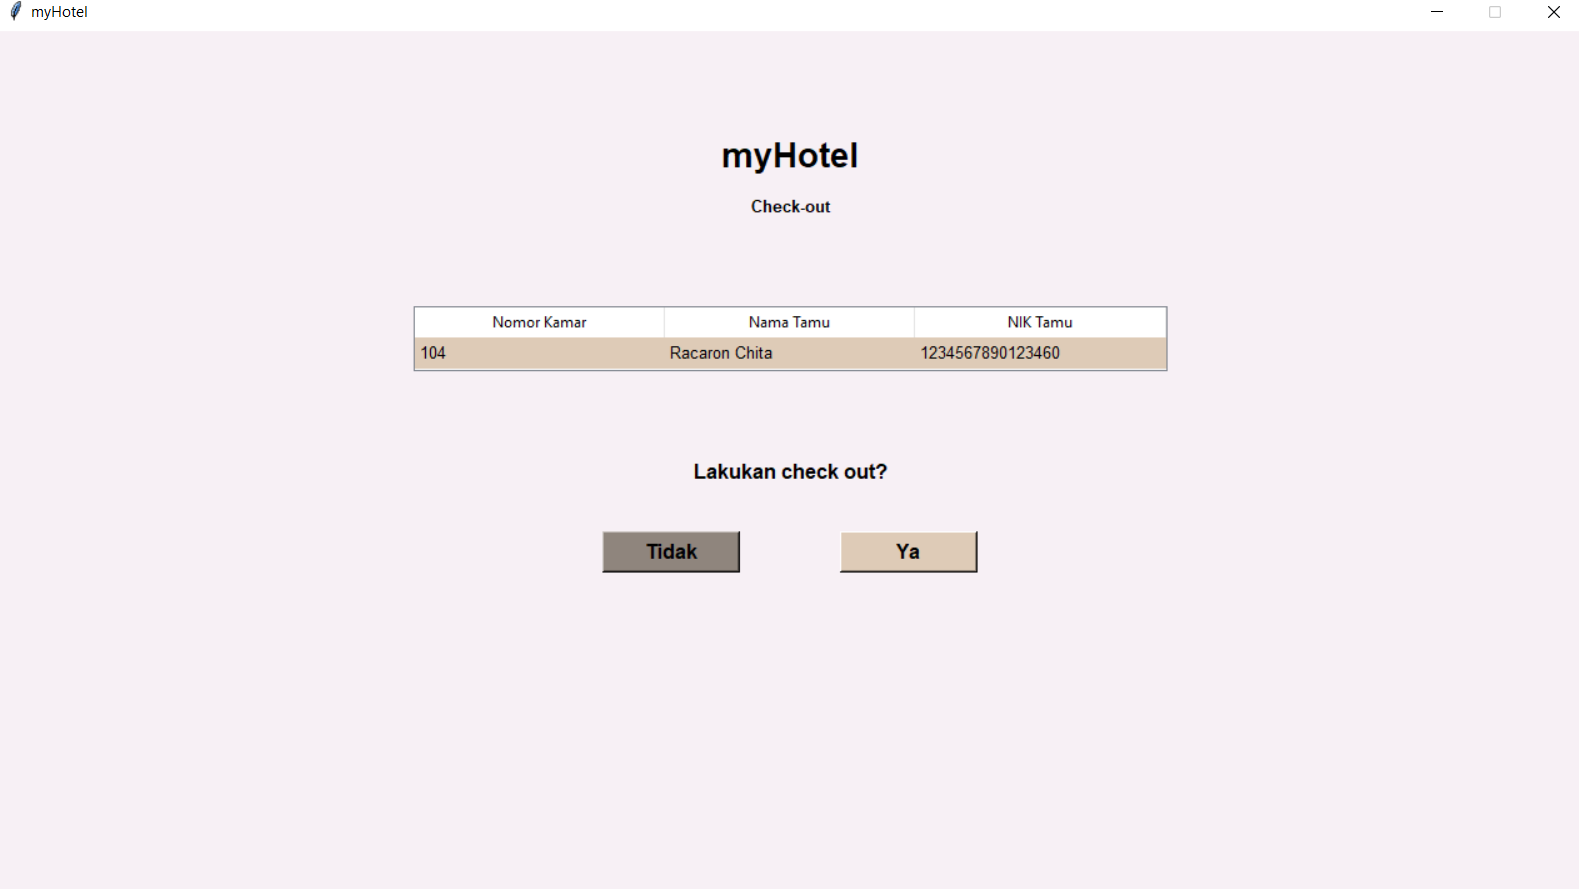 myHotel
myHotel
Check-out
Nomor Kamar Nama Tamu NIK Tamu
104 Racaron Chita 1234567890123460
Lakukan check out?
Tidak Ya